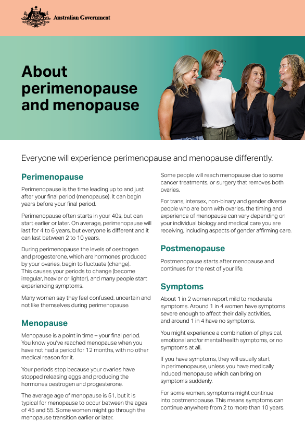 Australian Government
About
perimenopause
and menopause
Everyone will experience perimenopause and menopause differently.
Perimenopause
Perimenopause is the time leading up to and just
after your final period (menopause). It can begin
years before your final period.
Perimenopause often starts in your 40s, but can
start earlier or later. On average, perimenopause will
last for 4 to 6 years, but everyone is different and it
can last between 2 to 10 years.
During perimenopause the levels of oestrogen
and progesterone, which are hormones produced
by your ovaries, begin to fluctuate (change).
This causes your periods to change (become
irregular, heavier or lighter), and many people start
experiencing symptoms.
Many women say they feel confused, uncertain and
not like themselves during perimenopause.
Menopause
Menopause is a point in time – your final period.
You know you've reached menopause when you
have not had a period for 12 months, with no other
medical reason for it.
Your periods stop because your ovaries have
stopped releasing eggs and producing the
hormones oestrogen and progesterone.
The average age of menopause is 51, but it is
typical for menopause to occur between the ages
of 45 and 55. Some women might go through the
menopause transition earlier or later.
Some people will reach menopause due to some
cancer treatments, or surgery that removes both
ovaries.
For trans, intersex, non-binary and gender diverse
people who are born with ovaries, the timing and
experience of menopause can vary depending on
your individual biology and medical care you are
receiving, including aspects of gender affirming care.
Postmenopause
Postmenopause starts after menopause and
continues for the rest of your life.
Symptoms
About 1 in 2 women report mild to moderate
symptoms. Around 1 in 4 women have symptoms
severe enough to affect their daily activities,
and around 1 in 4 have no symptoms.
You might experience a combination of physical,
emotional and/or mental health symptoms, or no
symptoms at all.
If you have symptoms, they will usually start
in perimenopause, unless you have medically
induced menopause which can bring on
symptoms suddenly.
For some women, symptoms might continue
into postmenopause. This means symptoms can
continue anywhere from 2 to more than 10 years.